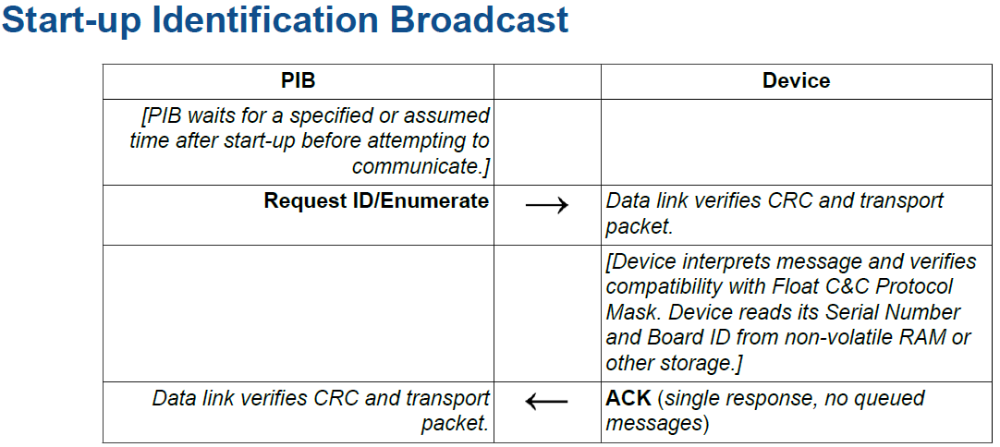 Start-up Identification Broadcast
PIB
Device
[PIB waits for a specified or assumed
time after start-up before attempting to
communicate.]
Request ID/Enumerate
→
Data link verifies CRC and transport
packet.
[Device interprets message and verifies
compatibility with Float C&C Protocol
Mask. Device reads its Serial Number
and Board ID from non-volatile RAM or
other storage.]
Data link verifies CRC and transport
packet.
←
ACK (single response, no queued
messages)